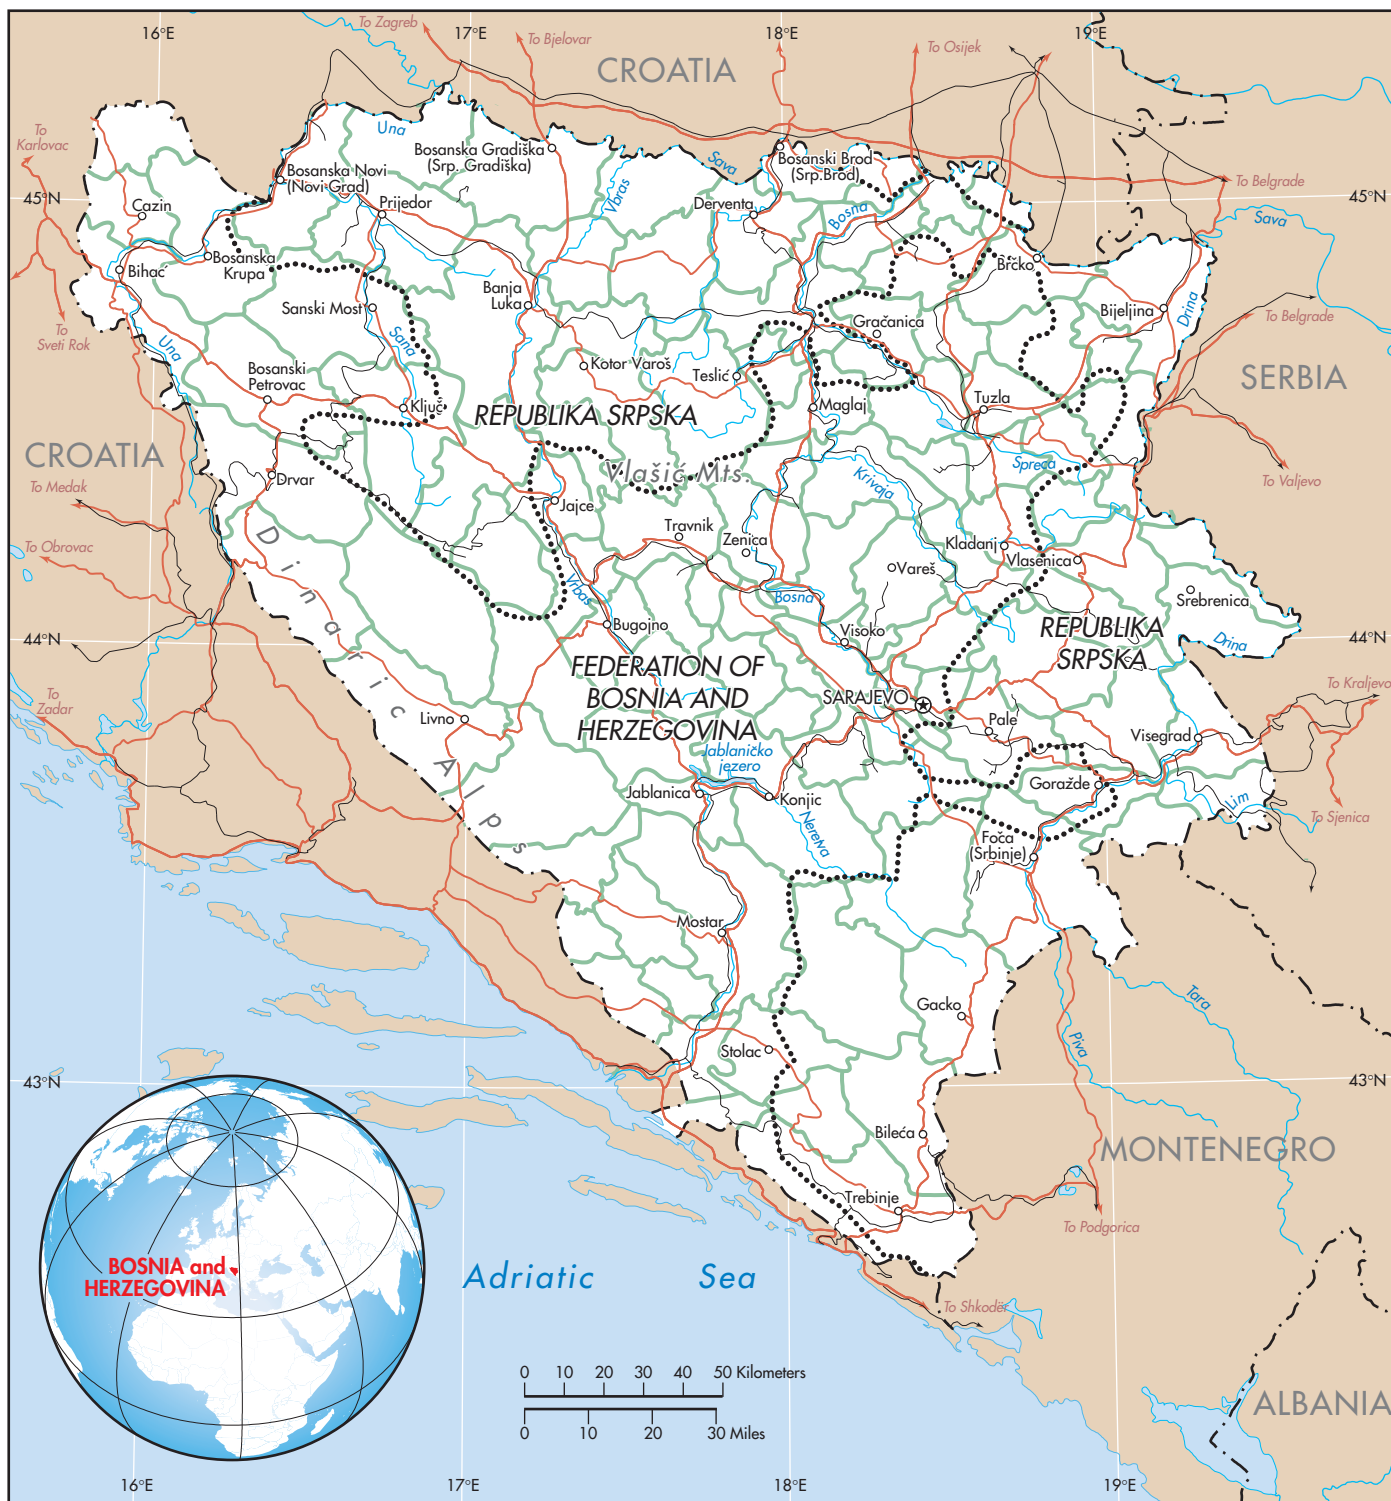 16°E
To Zagreb
17°E
To Bjelovar
18°E
To Osijek
19°E
CROATIA
To
Karlovac
Una
Bosanska Gradiška
(Srp. Gradiška)
Sava
Bosanski Brod
(Srp.Brod)
Bosanska Novi
(Novi Grad)
Vbras
To Belgrade
45°N
45°N
Cazin
Prijedor
Derventa
Bosna
Sava
Bihać
Bosanska
Krupa
Brčko
Banja
Luka
Sanski Most
Bijeljina
Drina
To Belgrade
To
Sveti Rok
Una
Sana
Gračanica
Bosanski
Petrovac
Kotor Varoš
Teslić
SERBIA
Ključ
REPUBLIKA SRPSKA
Maglaj
Tuzla
CROATIA
Vlašić Mts.
Krivaja
Spreča
To Valjevo
To Medak
Drvar
Jajce
Travnik
Zenica
Kladanj
Vlasenica
To Obrovac
Dinaric Alps
Vareš
Vrbas
Bosna
Srebrenica
Bugojno
Visoko
REPUBLIKA
SRPSKA
Drina
44°N
44°N
FEDERATION OF
BOSNIA AND
HERZEGOVINA
SARAJEVO
To Kraljevo
To
Zadar
Livno
Pale
Visegrad
Jablaničko
jezero
Jablanica
Konjic
Goražde
Lim
To Sjenica
Neretva
Foča
(Srbinje)
Mostar
Gacko
Tara
Piva
Stolac
43°N
43°N
Bileća
MONTENEGRO
Trebinje
To Podgorica
BOSNIA and
HERZEGOVINA
Adriatic Sea
To Shkodër
0 10 20 30 40 50 Kilometers
0 10 20 30 Miles
ALBANIA
16°E
17°E
18°E
19°E